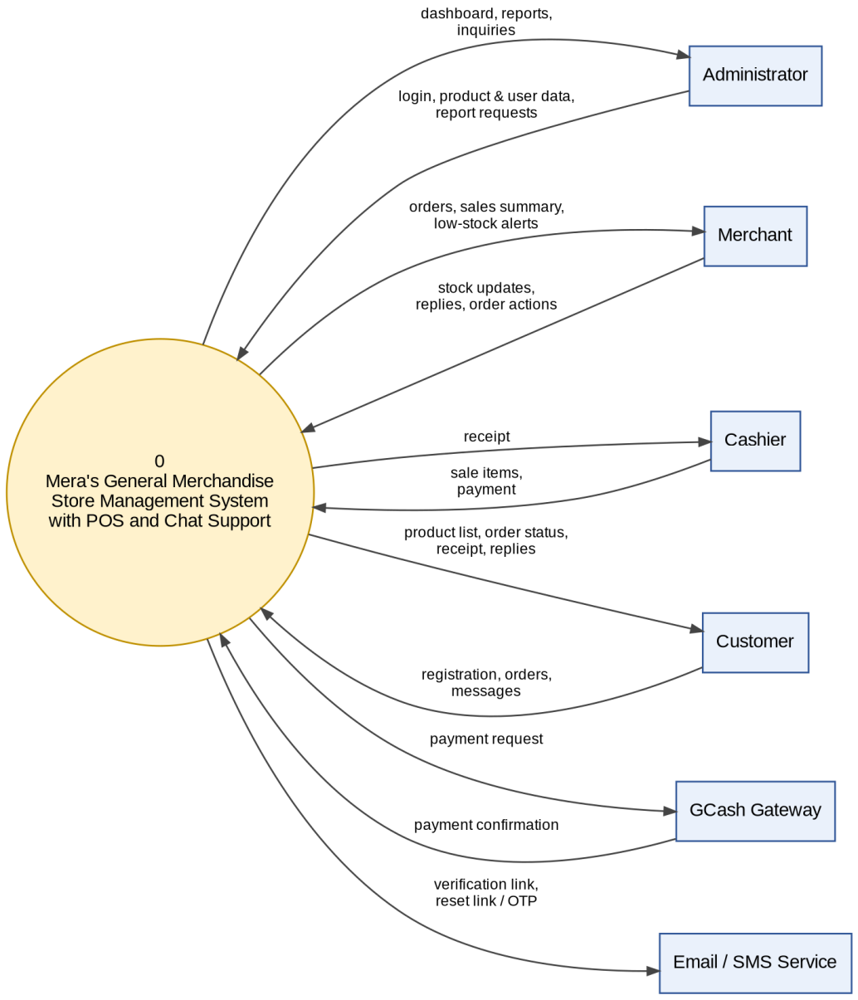 dashboard, reports,
inquiries
Administrator
login, product & user data,
report requests
orders, sales summary,
low-stock alerts
Merchant
stock updates,
replies, order actions
receipt
Cashier
sale items,
payment
0
Mera's General Merchandise
Store Management System
with POS and Chat Support
product list, order status,
receipt, replies
Customer
registration, orders,
messages
payment request
GCash Gateway
payment confirmation
verification link,
reset link / OTP
Email / SMS Service